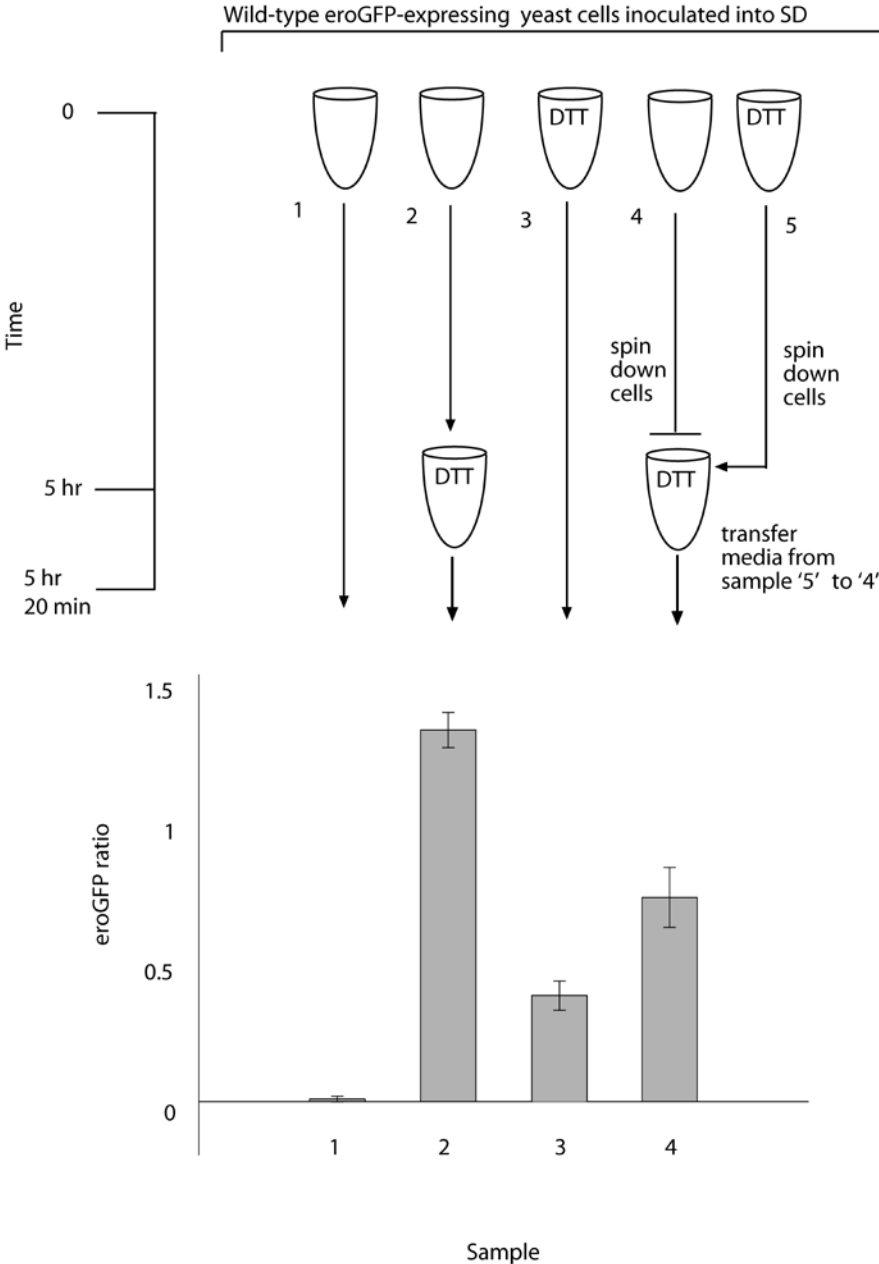 Wild-type eroGFP-expressing yeast cells inoculated into SD
0
DTT
DTT
1
2
3
4
5
Time
spin
down
cells
spin
down
cells
5 hr
DTT
DTT
transfer
media from
sample '5' to '4'
5 hr
20 min
1.5
1
0.5
0
eroGFP ratio
1
2
3
4
Sample